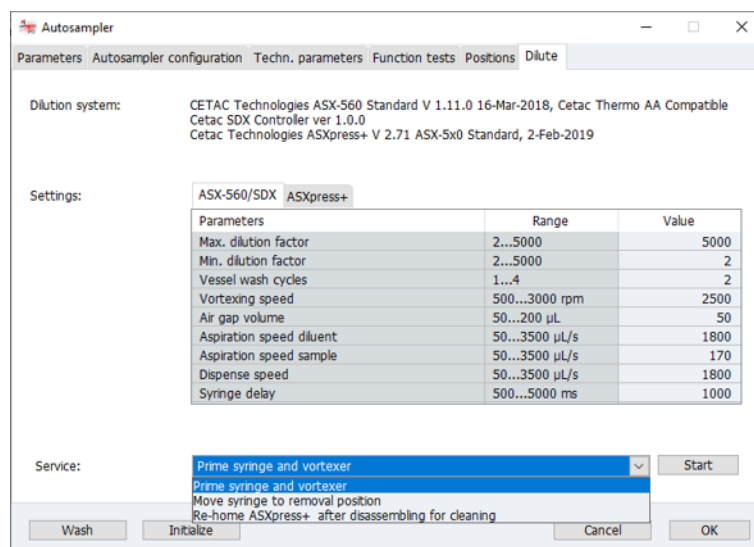 Autosampler
Parameters Autosampler configuration Techn. parameters Function tests Positions Dilute
Dilution system: CETAC Technologies ASX-560 Standard V 1.11.0 16-Mar-2018, Cetac Thermo AA Compatible
Cetac SDX Controller ver 1.0.0
Cetac Technologies ASXpress+ V 2.71 ASX-5x0 Standard, 2-Feb-2019
Settings: ASX-560/SDX ASXpress+
Parameters Range Value
Max. dilution factor 2...5000 5000
Min. dilution factor 2...5000 2
Vessel wash cycles 1...4 2
Vortexing speed 500...3000 rpm 2500
Air gap volume 50...200 µL 50
Aspiration speed diluent 50...3500 µL/s 1800
Aspiration speed sample 50...3500 µL/s 170
Dispense speed 50...3500 µL/s 1800
Syringe delay 500...5000 ms 1000
Service: Prime syringe and vortexer Start
Prime syringe and vortexer
Move syringe to removal position
Re-home ASXpress+ after disassembling for cleaning
Wash Initialize Cancel OK